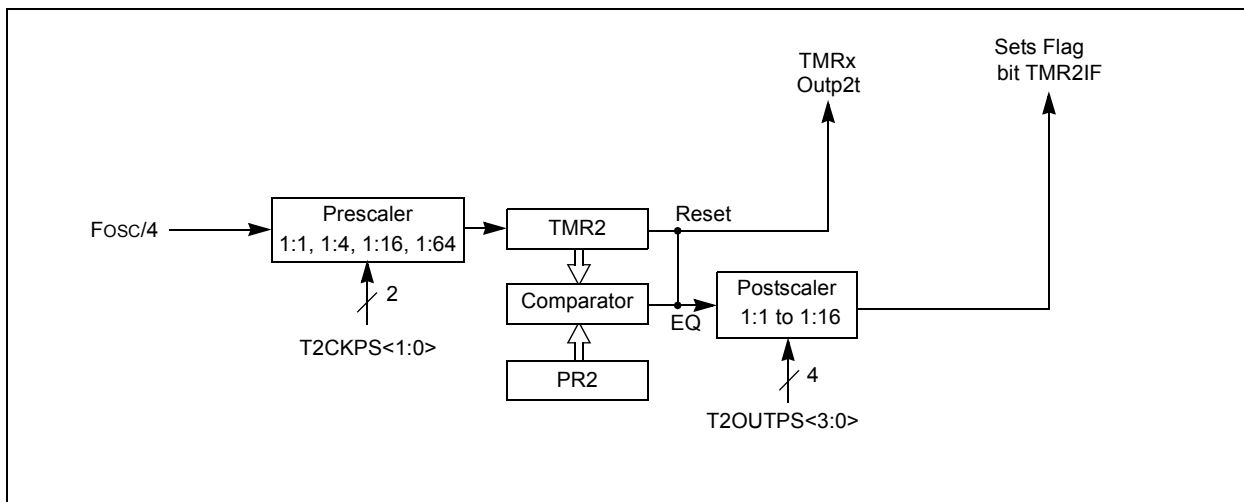 TMRx
Outp2t
Sets Flag
bit TMR2IF
Fosc/4
Prescaler
1:1, 1:4, 1:16, 1:64
TMR2
Reset
2
Comparator
EQ
Postscaler
1:1 to 1:16
T2CKPS<1:0>
PR2
4
T2OUTPS<3:0>